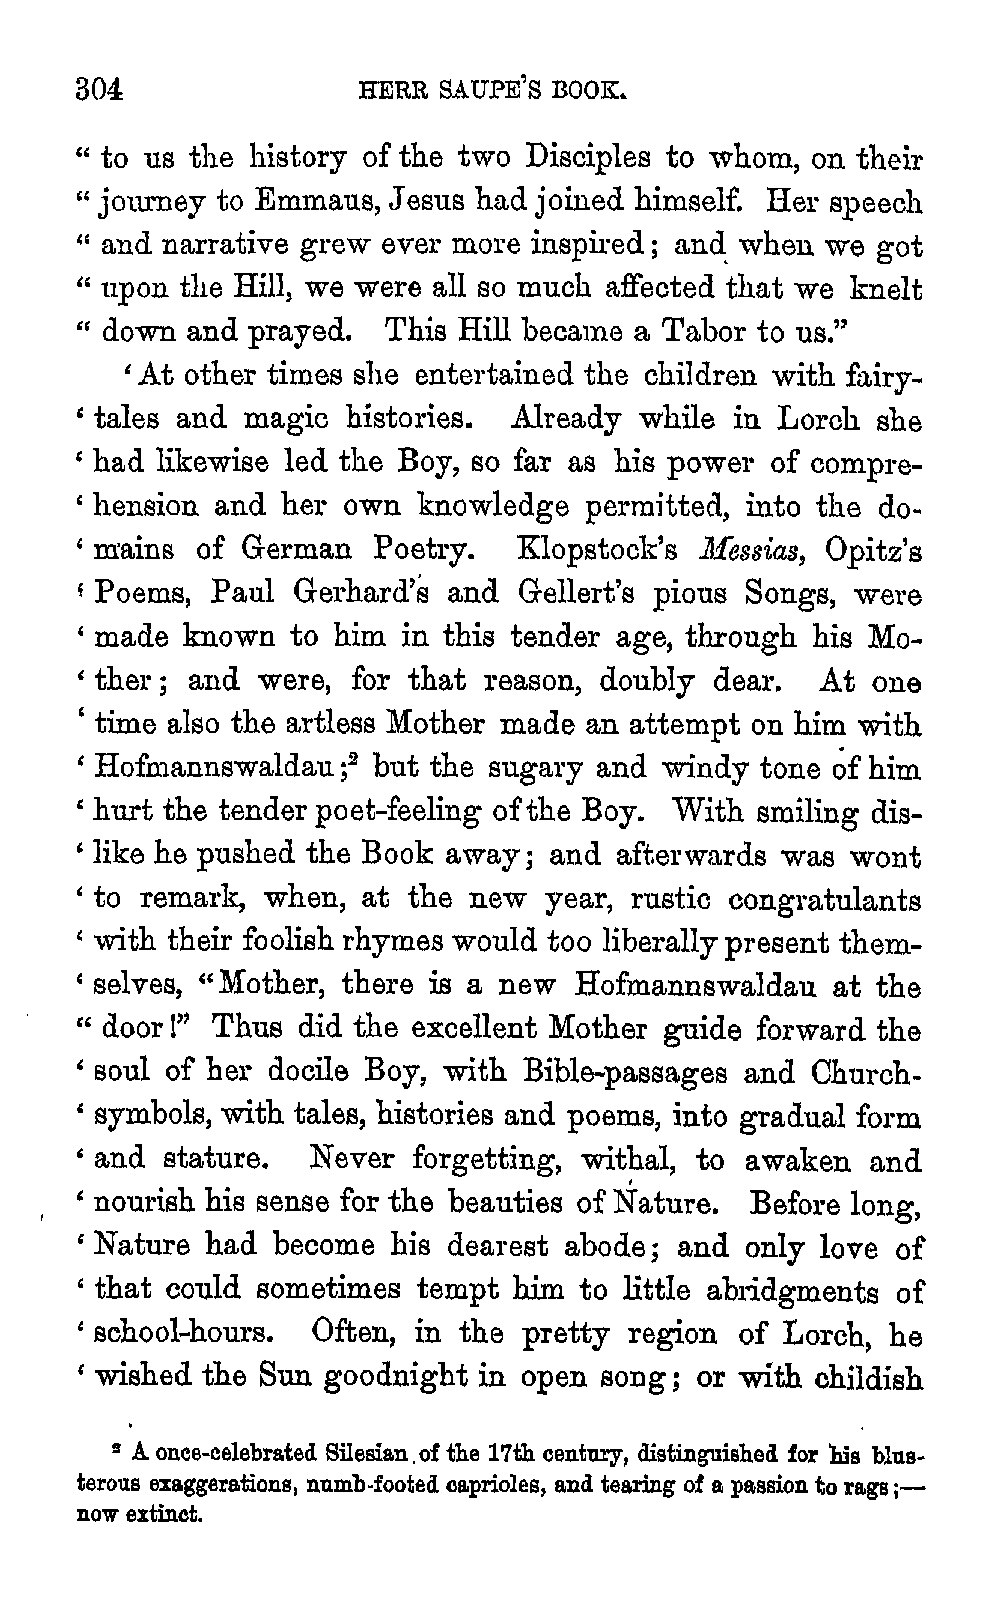 304 HERR SAUPE'S BOOK.
“ to us the history of the two Disciples to whom, on their
“ journey to Emmaus, Jesus had joined himself. Her speech
“ and narrative grew ever more inspired; and when we got
“ upon the Hill, we were all so much affected that we knelt
“ down and prayed. This Hill became a Tabor to us.”
‘ At other times she entertained the children with fairy-
‘ tales and magic histories. Already while in Lorch she
‘ had likewise led the Boy, so far as his power of compre-
‘ hension and her own knowledge permitted, into the do-
‘ mains of German Poetry. Klopstock's Messias, Opitz's
‘ Poems, Paul Gerhard's and Gellert's pious Songs, were
‘ made known to him in this tender age, through his Mo-
‘ ther; and were, for that reason, doubly dear. At one
‘ time also the artless Mother made an attempt on him with
‘ Hofmannswaldau;² but the sugary and windy tone of him
‘ hurt the tender poet-feeling of the Boy. With smiling dis-
‘ like he pushed the Book away; and afterwards was wont
‘ to remark, when, at the new year, rustic congratulants
‘ with their foolish rhymes would too liberally present them-
‘ selves, “Mother, there is a new Hofmannswaldau at the
“ door!” Thus did the excellent Mother guide forward the
‘ soul of her docile Boy, with Bible-passages and Church-
‘ symbols, with tales, histories and poems, into gradual form
‘ and stature. Never forgetting, withal, to awaken and
‘ nourish his sense for the beauties of Nature. Before long,
‘ Nature had become his dearest abode; and only love of
‘ that could sometimes tempt him to little abridgments of
‘ school-hours. Often, in the pretty region of Lorch, he
‘ wished the Sun goodnight in open song; or with childish
² A once-celebrated Silesian of the 17th century, distinguished for his blus-
terous exaggerations, numb-footed caprioles, and tearing of a passion to rags;—
now extinct.